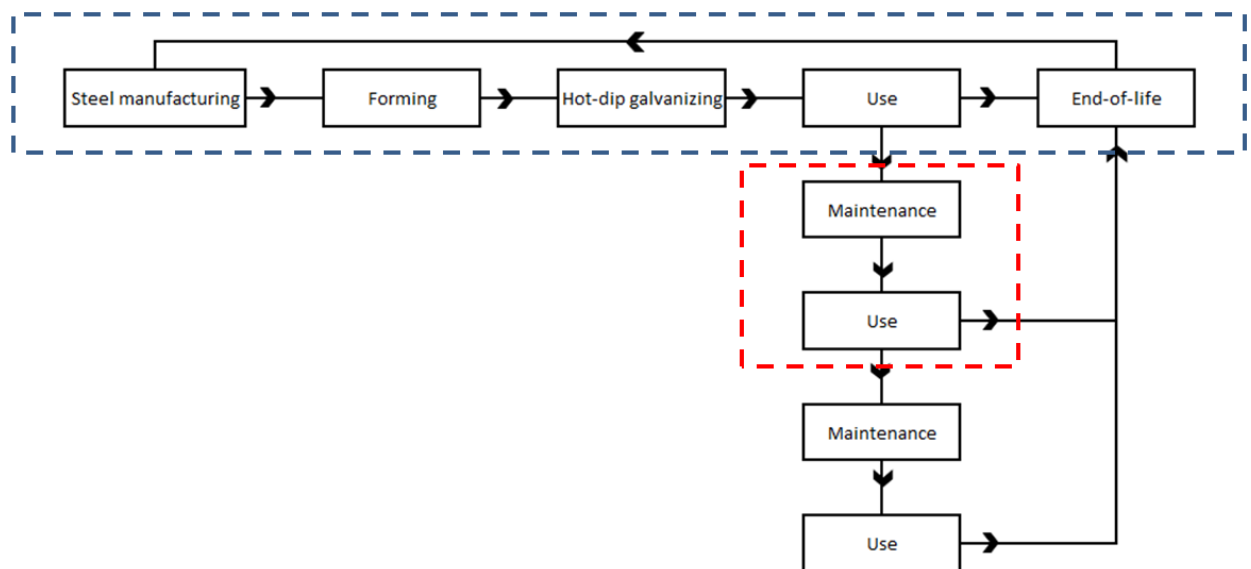 Steel manufacturing
Forming
Hot-dip galvanizing
Use
End-of-life
Maintenance
Use
Maintenance
Use